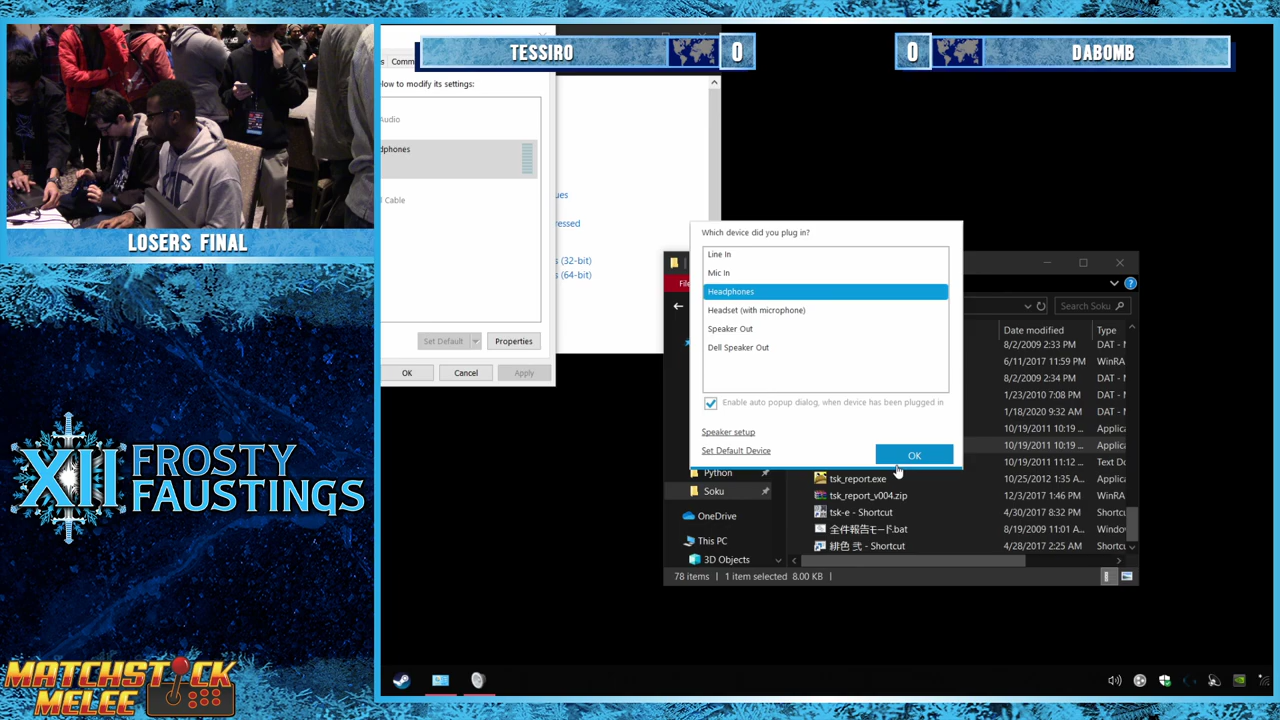 TESSIRO
0
0
DABOMB
LOSERS FINAL
XII FROSTY
FAUSTINGS
MATCHSTICK
MELEE
Comm
elow to modify its settings:
Audio
dphones
l Cable
Set Default
Properties
OK
Cancel
Apply
ues
essed
s (32-bit)
s (64-bit)
Which device did you plug in?
Line In
Mic In
Headphones
Headset (with microphone)
Speaker Out
Dell Speaker Out
Enable auto popup dialog, when device has been plugged in
Speaker setup
Set Default Device
OK
File
Search Soku
Date modified
Type
8/2/2009 2:33 PM
DAT - M
6/11/2017 11:59 PM
WinRA
8/2/2009 2:34 PM
DAT - M
1/23/2010 7:08 PM
DAT - M
1/18/2020 9:32 AM
DAT - M
10/19/2011 10:19 ...
Applica
10/19/2011 10:19 ...
Applica
10/19/2011 11:12 ...
Text Do
Python
tsk_report.exe
10/25/2012 1:35 A...
Applica
Soku
tsk_report_v004.zip
12/3/2017 1:46 PM
WinRA
OneDrive
tsk-e - Shortcut
4/30/2017 8:32 PM
Shortcu
全件報告モード.bat
8/19/2009 11:01 A...
Windo
This PC
緋色 弐 - Shortcut
4/28/2017 2:25 AM
Shortcu
3D Objects
78 items
1 item selected 8.00 KB